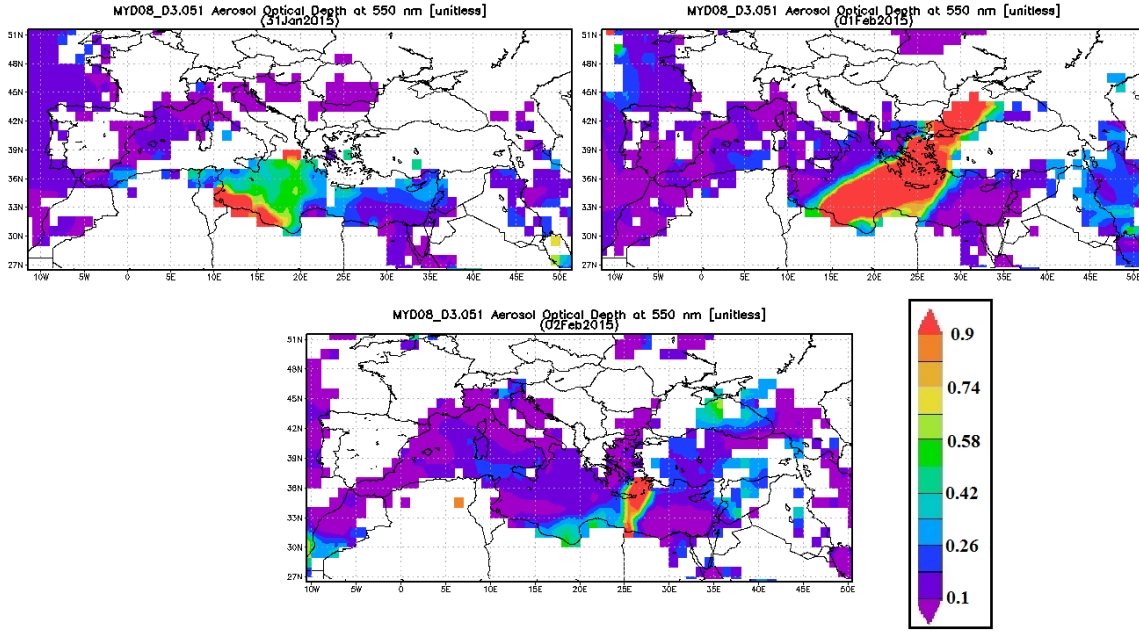 MYD08_D3.051 Aerosol Optical Depth at 550 nm [unitless]
(31Jan2015)
51N
48N
45N
42N
39N
36N
33N
30N
27N
10W
5W
0
5E
10E
15E
20E
25E
30E
35E
40E
45E
50E
MYD08_D3.051 Aerosol Optical Depth at 550 nm [unitless]
(01Feb2015)
51N
48N
45N
42N
39N
36N
33N
30N
27N
10W
5W
0
5E
10E
15E
20E
25E
30E
35E
40E
45E
50E
MYD08_D3.051 Aerosol Optical Depth at 550 nm [unitless]
(02Feb2015)
51N
48N
45N
42N
39N
36N
33N
30N
27N
10W
5W
0
5E
10E
15E
20E
25E
30E
35E
40E
45E
50E
0.9
0.74
0.58
0.42
0.26
0.1